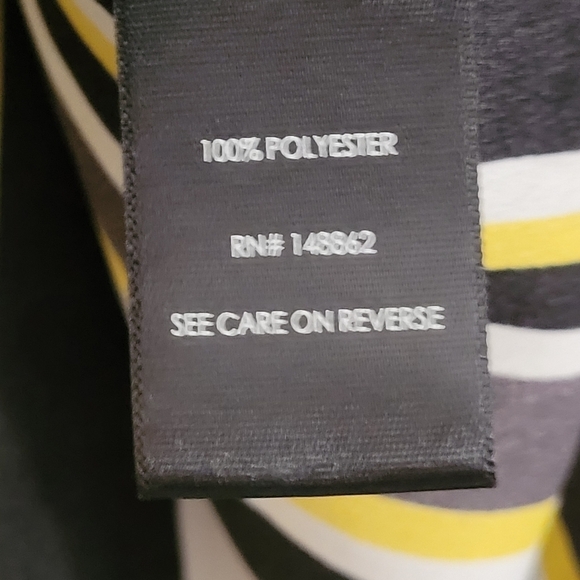 100% POLYESTER
RN# 148862
SEE CARE ON REVERSE